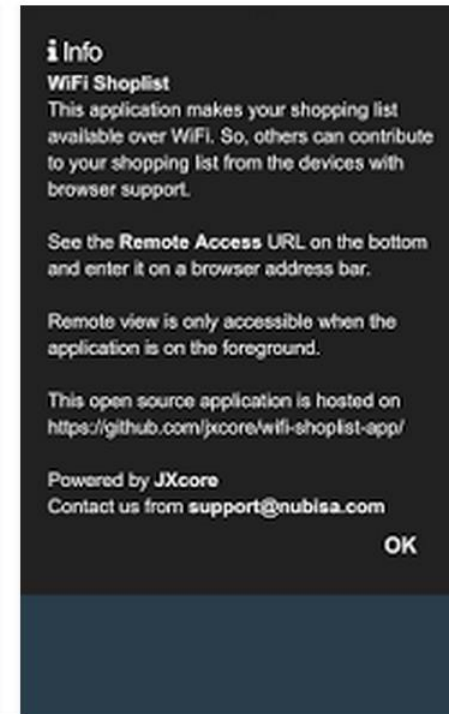 i Info
WiFi Shoplist
This application makes your shopping list
available over WiFi. So, others can contribute
to your shopping list from the devices with
browser support.
See the Remote Access URL on the bottom
and enter it on a browser address bar.
Remote view is only accessible when the
application is on the foreground.
This open source application is hosted on
https://github.com/jxcore/wifi-shoplist-app/
Powered by JXcore
Contact us from support@nubisa.com
OK